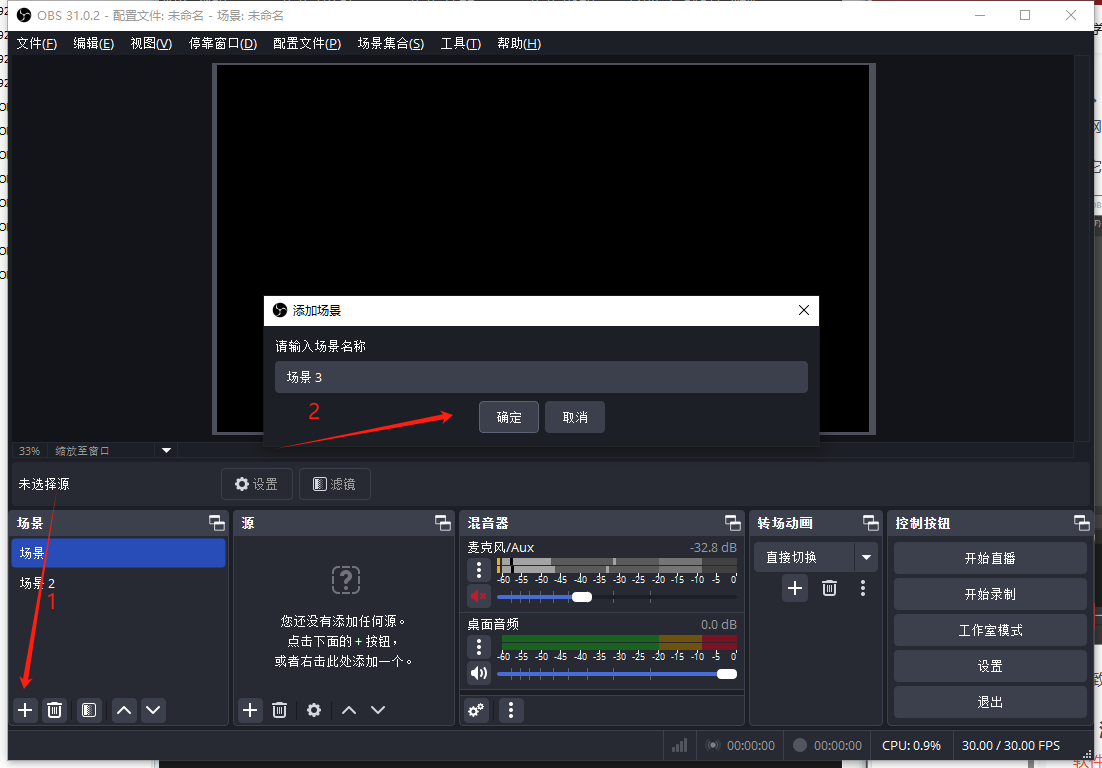 OBS 31.0.2 - 配置文件: 未命名 - 场景: 未命名
文件(F) 编辑(E) 视图(V) 停靠窗口(D) 配置文件(P) 场景集合(S) 工具(T) 帮助(H)
添加场景
请输入场景名称
场景 3
2
确定 取消
33% 缩放至窗口
未选择源 设置 滤镜
场景 源 混音器 转场动画 控制按钮
场景
场景 2
1
您还没有添加任何源。
点击下面的 + 按钮，
或者右击此处添加一个。
麦克风/Aux -32.8 dB
-60 -55 -50 -45 -40 -35 -30 -25 -20 -15 -10 -5 0
桌面音频 0.0 dB
-60 -55 -50 -45 -40 -35 -30 -25 -20 -15 -10 -5 0
直接切换
开始直播
开始录制
工作室模式
设置
退出
00:00:00 00:00:00 CPU: 0.9% 30.00 / 30.00 FPS
软件